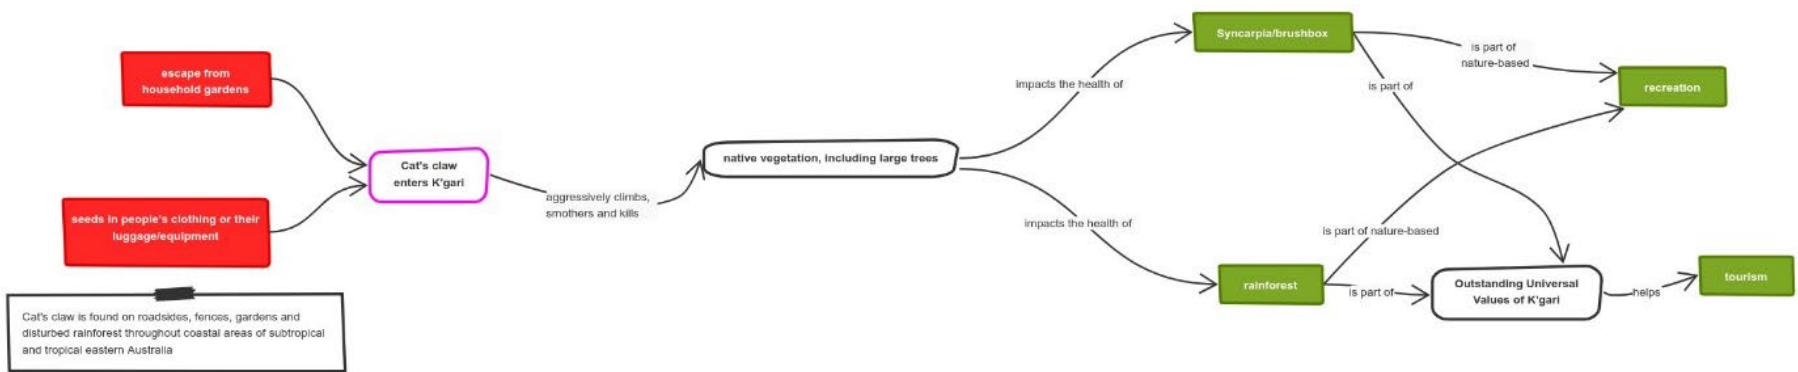 escape from
household gardens
seeds in people's clothing or their
luggage/equipment
Cat's claw is found on roadsides, fences, gardens and
disturbed rainforest throughout coastal areas of subtropical
and tropical eastern Australia
Cat's claw
enters K'gari
aggressively climbs,
smothers and kills
native vegetation, including large trees
impacts the health of
impacts the health of
Syncarpia/brushbox
rainforest
is part of
nature-based
is part of
is part of nature-based
is part of
recreation
Outstanding Universal
Values of K'gari
helps
tourism